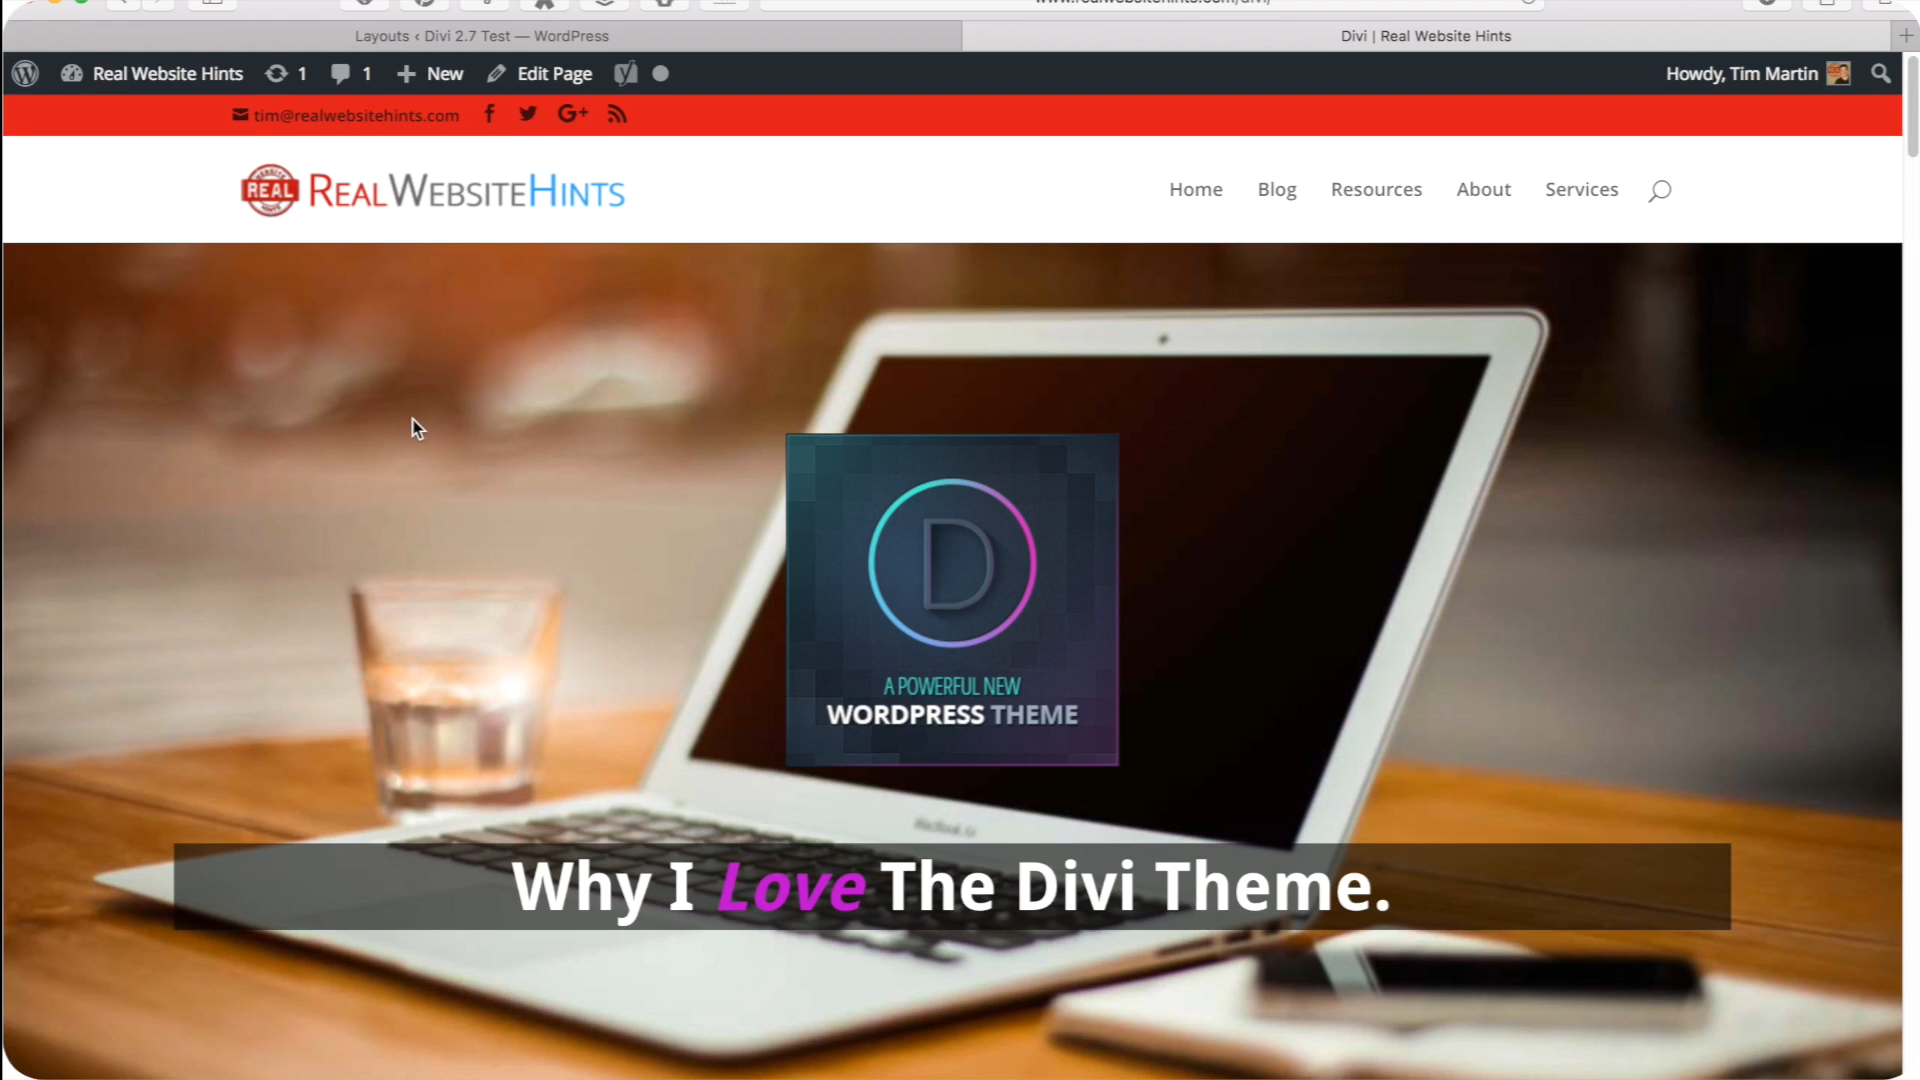 Layouts ‹ Divi 2.7 Test — WordPress
Divi | Real Website Hints
Real Website Hints
1
1
New
Edit Page
Howdy, Tim Martin
tim@realwebsitehints.com
G+
REAL
REALWEBSITEHINTS
Home
Blog
Resources
About
Services
D
A POWERFUL NEW
WORDPRESS THEME
Why I Love The Divi Theme.